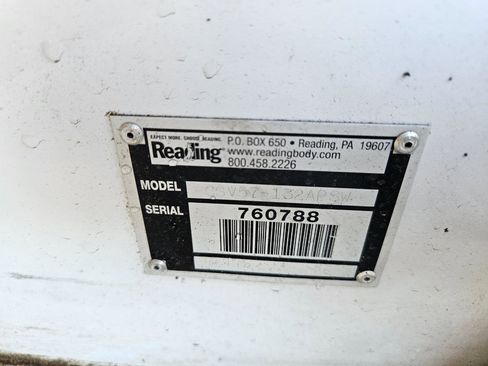 EXPECT MORE. CHOOSE READING.
Reading
P.O. BOX 650 • Reading, PA 19607
www.readingbody.com
800.458.2226
MODEL
SERIAL 760788